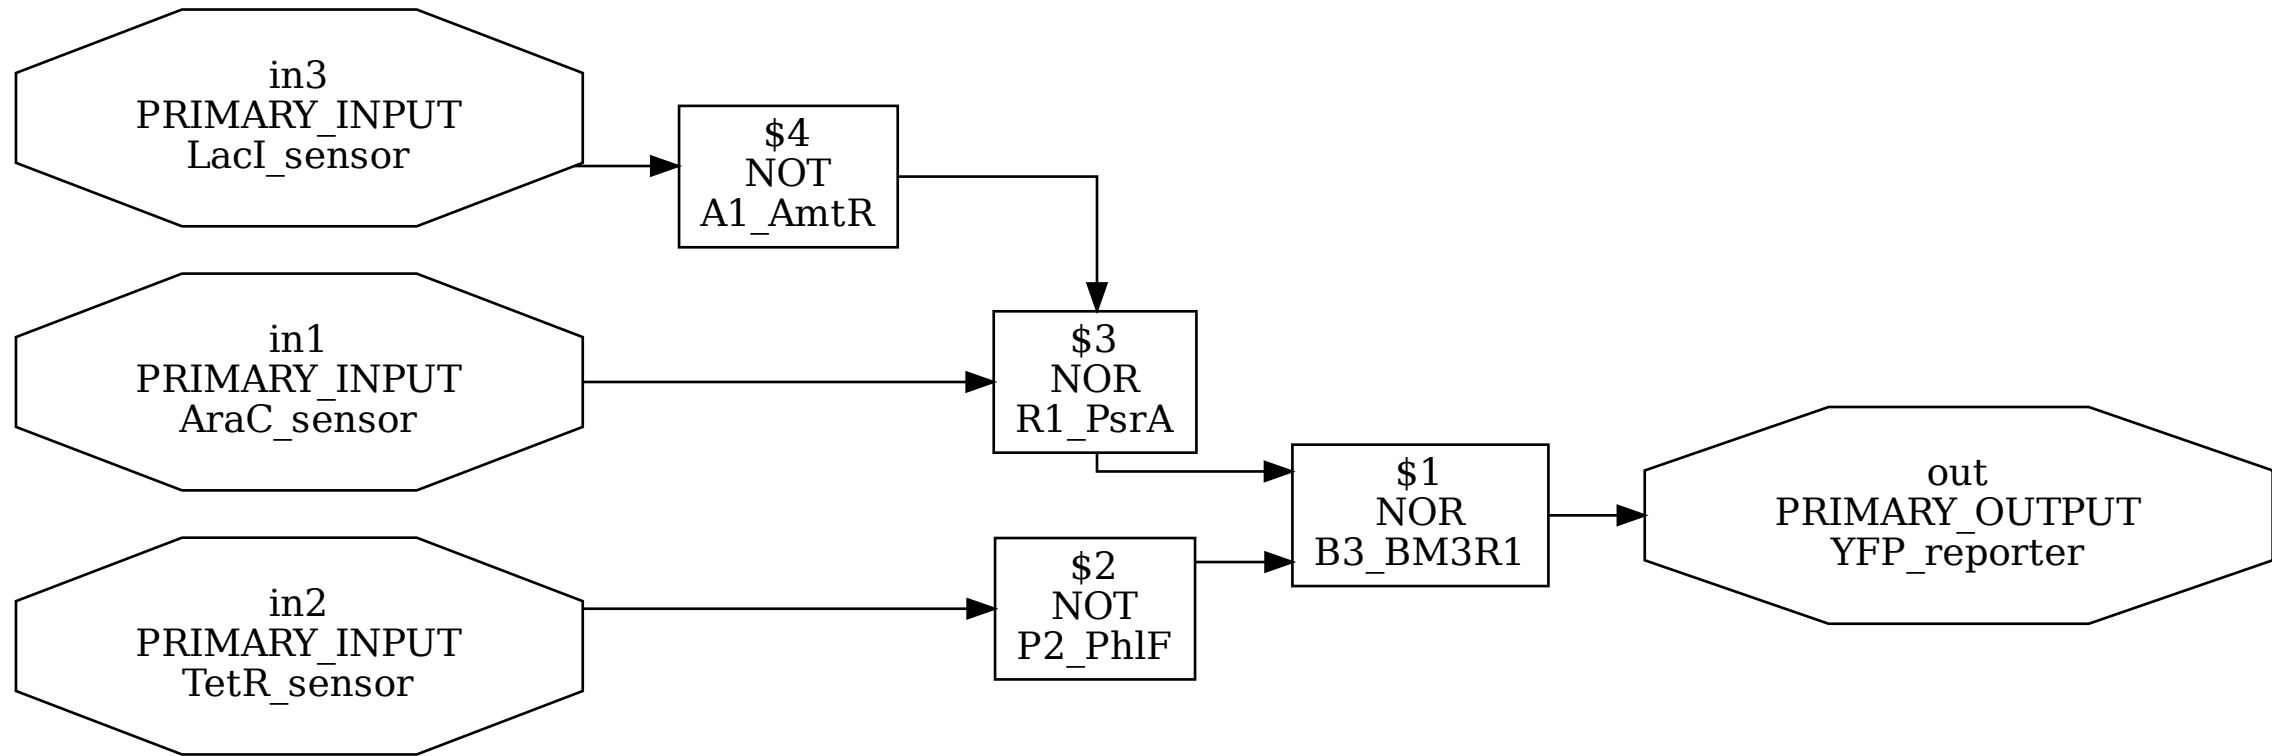 in3
PRIMARY_INPUT
LacI_sensor
$4
NOT
A1_AmtR
in1
PRIMARY_INPUT
AraC_sensor
$3
NOR
R1_PsrA
$1
NOR
B3_BM3R1
out
PRIMARY_OUTPUT
YFP_reporter
in2
PRIMARY_INPUT
TetR_sensor
$2
NOT
P2_PhlF